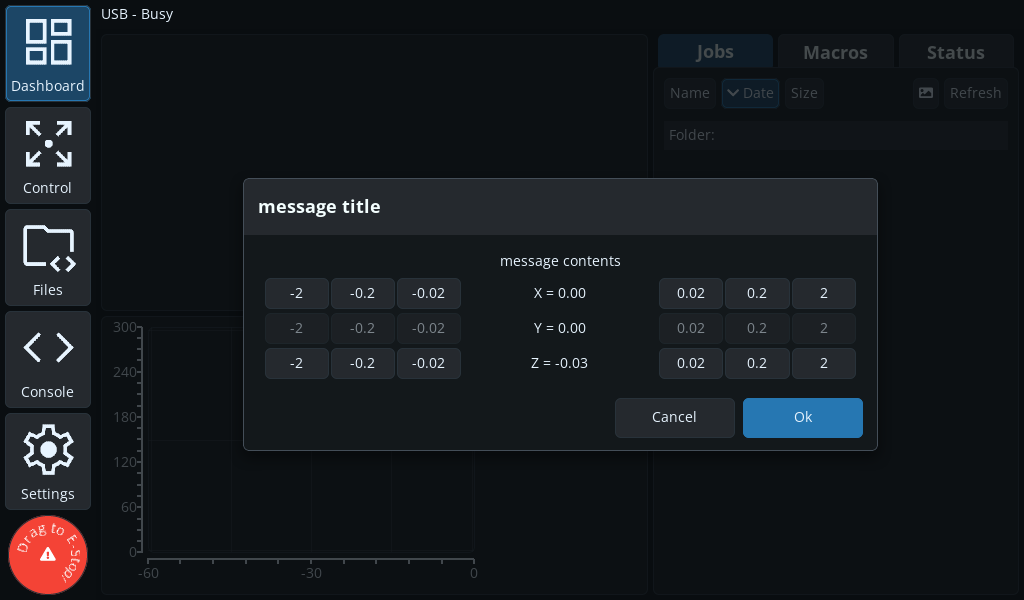 USB - Busy
Dashboard
Control
Files
Console
Settings
Drag to E-Stop!
Jobs Macros Status
Name Date Size Refresh
Folder:
message title
message contents
-2 -0.2 -0.02 X = 0.00 0.02 0.2 2
-2 -0.2 -0.02 Y = 0.00 0.02 0.2 2
-2 -0.2 -0.02 Z = -0.03 0.02 0.2 2
Cancel Ok
300
240
180
120
60
0
-60 -30 0